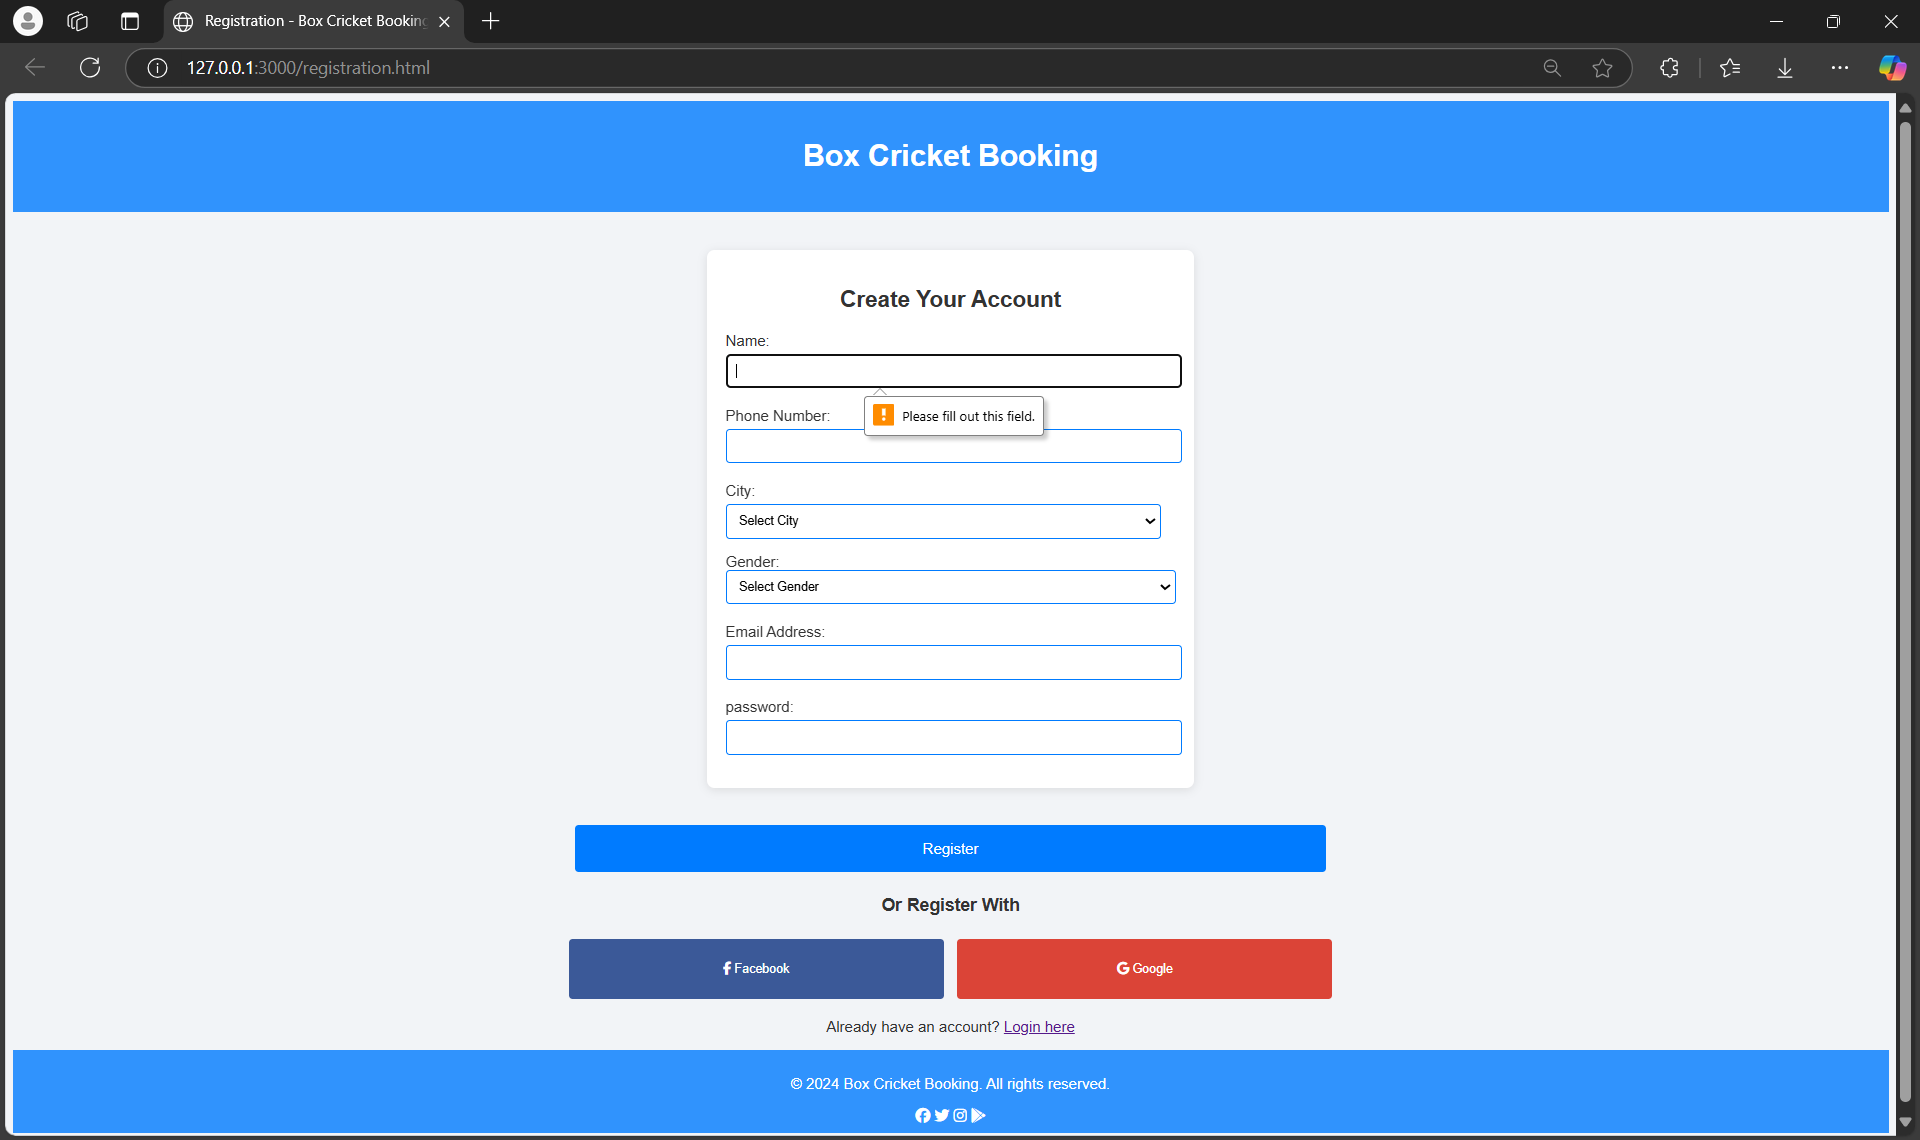 Registration - Box Cricket Booking
127.0.0.1:3000/registration.html
Box Cricket Booking
Create Your Account
Name:
Please fill out this field.
Phone Number:
City:
Select City
Gender:
Select Gender
Email Address:
password:
Register
Or Register With
Facebook
Google
Already have an account? Login here
© 2024 Box Cricket Booking. All rights reserved.